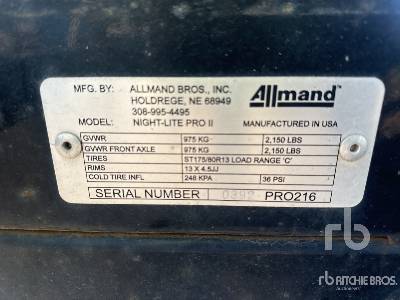 MFG. BY: ALLMAND BROS., INC.
HOLDREGE, NE 68949
308-995-4495
Allmand
MODEL: NIGHT-LITE PRO II MANUFACTURED IN USA
GVWR 975 KG 2,150 LBS
GVWR FRONT AXLE 975 KG 2,150 LBS
TIRES ST175/80R13 LOAD RANGE 'C'
RIMS 13 X 4.5JJ
COLD TIRE INFL 248 KPA 36 PSI
SERIAL NUMBER PRO216
rb
rb RITCHIE BROS.
Auctioneers